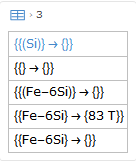 > 3
{{(Si)} → {}}
{{} → {}}
{{(Fe–6Si)} → {}}
{{Fe–6Si} → {83 T}}
{{Fe–6Si} → {}}